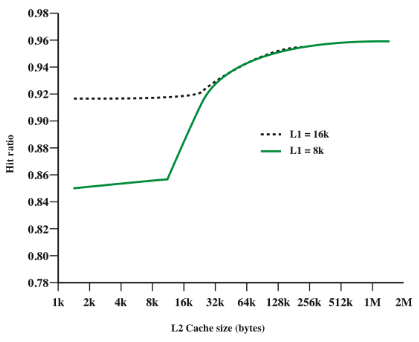 0.98
0.96
0.94
0.92
0.90
0.88
0.86
0.84
0.82
0.80
0.78
Hit ratio
L1 = 16k
L1 = 8k
1k 2k 4k 8k 16k 32k 64k 128k 256k 512k 1M 2M
L2 Cache size (bytes)